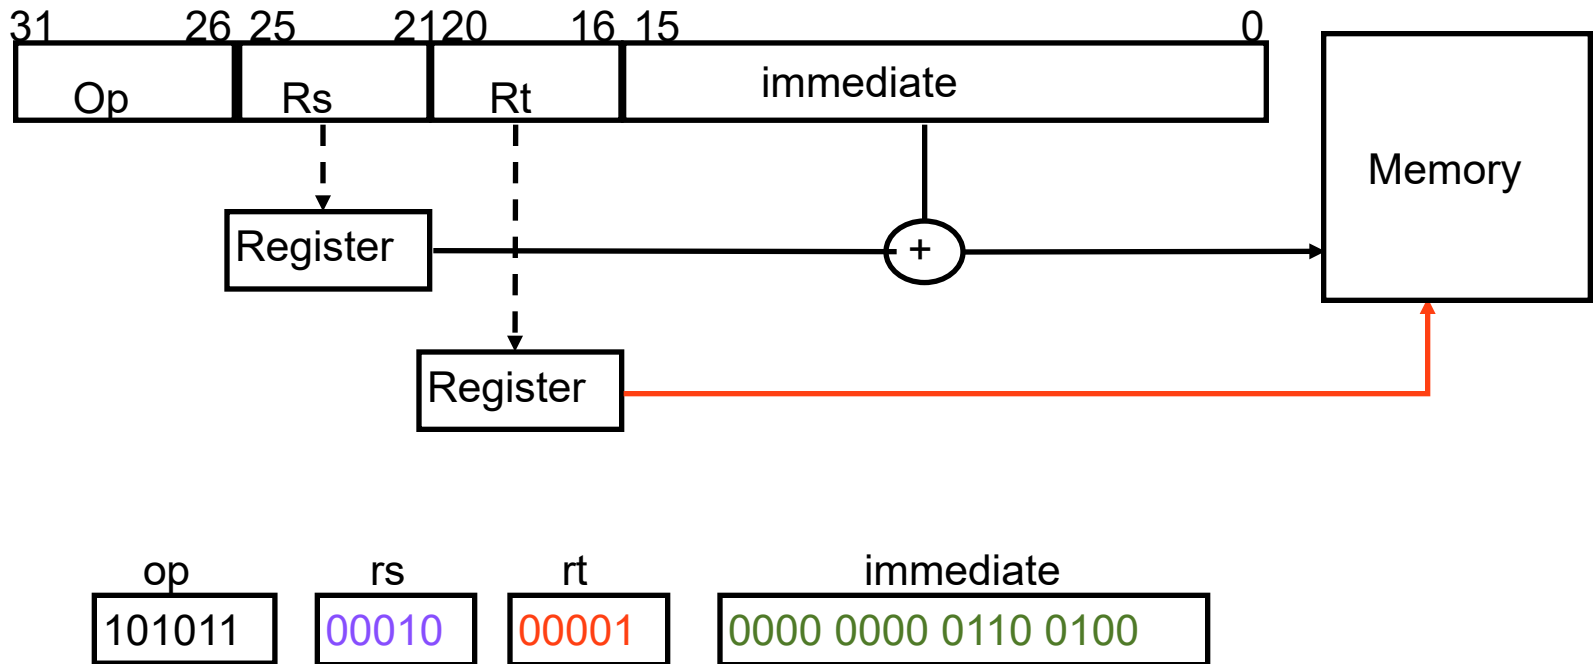 31 26 25 21 20 16 15 0
Op Rs Rt immediate
Memory
Register
+
Register
op rs rt immediate
101011 00010 00001 0000 0000 0110 0100